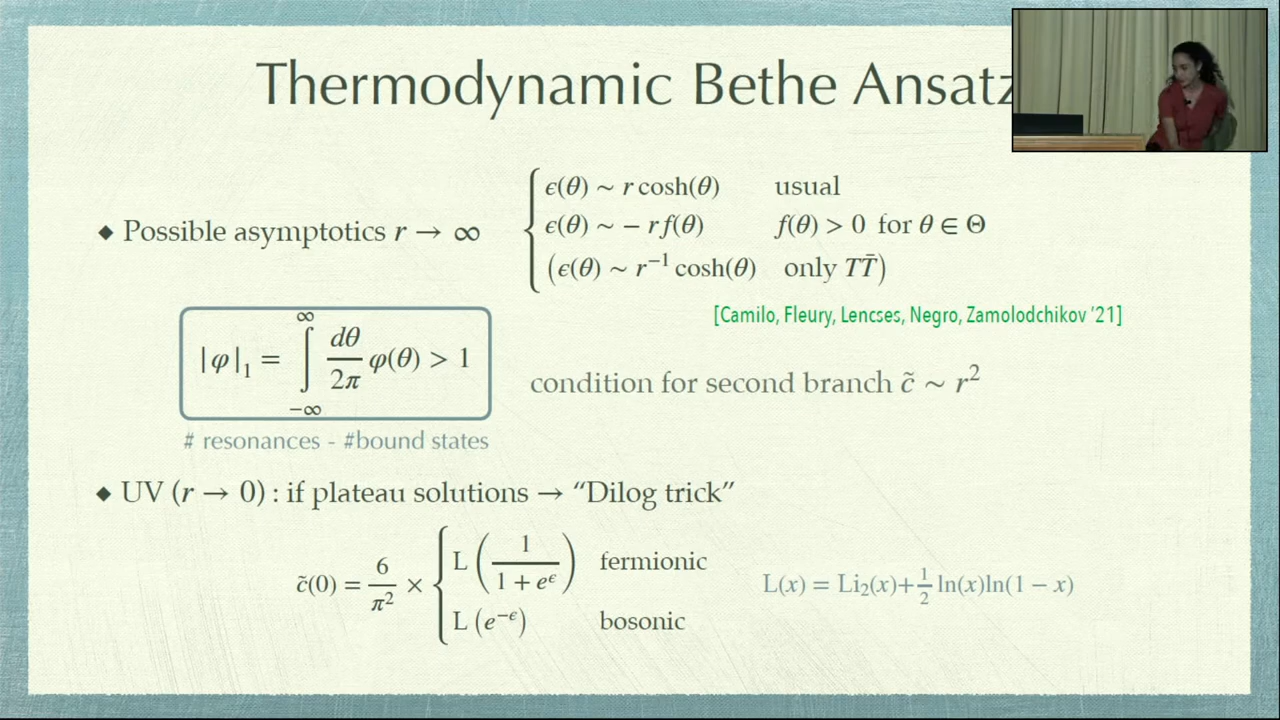 Thermodynamic Bethe Ansatz
◆ Possible asymptotics r → ∞
ϵ(θ) ~ r cosh(θ) usual
ϵ(θ) ~ − r f(θ) f(θ) > 0 for θ ∈ Θ
(ϵ(θ) ~ r⁻¹ cosh(θ) only TT̄)
[Camilo, Fleury, Lencses, Negro, Zamolodchikov '21]
|φ|₁ = ∫_{−∞}^{∞} dθ/2π φ(θ) > 1
condition for second branch c̃ ~ r²
# resonances - #bound states
◆ UV (r → 0) : if plateau solutions → “Dilog trick”
c̃(0) = 6/π² × { L(1/(1 + e^ϵ)) fermionic
L(e^{−ϵ}) bosonic
L(x) = Li₂(x)+½ ln(x)ln(1 − x)